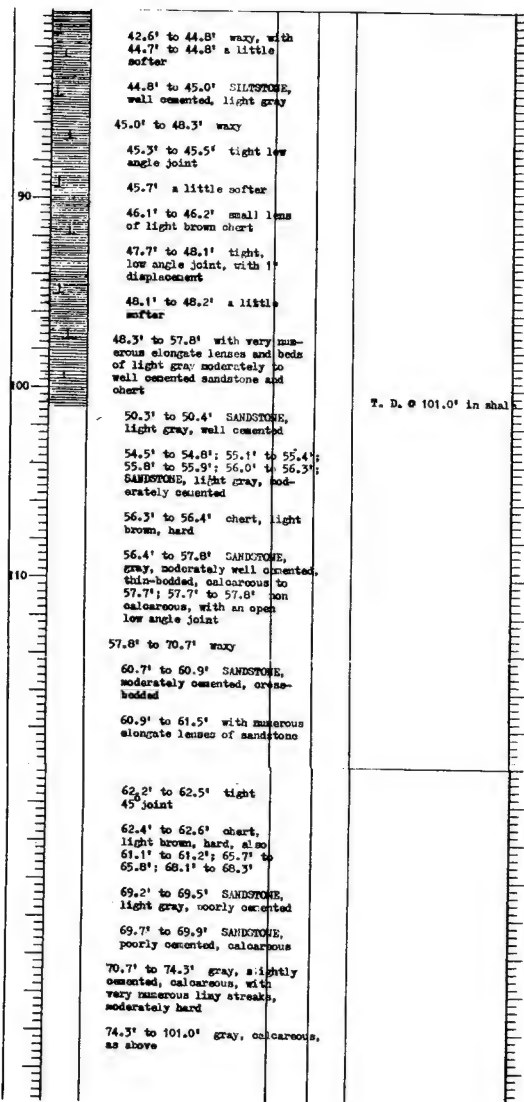 42.6' to 44.8' waxy, with
44.7' to 44.8' a little
softer
44.8' to 45.0' SILTSTONE,
well cemented, light gray
45.0' to 48.3' waxy
45.3' to 45.5' tight low
angle joint
90
45.7' a little softer
46.1' to 46.2' small lens
of light brown chert
47.7' to 48.1' tight,
low angle joint, with 1"
displacement
48.1' to 48.2' a little
softer
48.3' to 57.8' with very num-
erous elongate lenses and beds
of light gray moderately to
well cemented sandstone and
chert
100
T. D. @ 101.0' in shale
50.3' to 50.4' SANDSTONE,
light gray, well cemented
54.5' to 54.8'; 55.1' to 55.4';
55.8' to 55.9'; 56.0' to 56.3';
SANDSTONE, light gray, mod-
erately cemented
56.3' to 56.4' chert, light
brown, hard
110
56.4' to 57.8' SANDSTONE,
gray, moderately well cemented,
thin-bedded, calcareous to
57.7'; 57.7' to 57.8' non
calcareous, with an open
low angle joint
57.8' to 70.7' waxy
60.7' to 60.9' SANDSTONE,
moderately cemented, cross-
bedded
60.9' to 61.5' with numerous
elongate lenses of sandstone
62.2' to 62.5' tight
45° joint
62.4' to 62.6' chert,
light brown, hard, also
61.1' to 61.2'; 65.7' to
65.8'; 68.1' to 68.3'
69.2' to 69.5' SANDSTONE,
light gray, poorly cemented
69.7' to 69.9' SANDSTONE,
poorly cemented, calcareous
70.7' to 74.3' gray, slightly
cemented, calcareous, with
very numerous limy streaks,
moderately hard
74.3' to 101.0' gray, calcareous,
as above